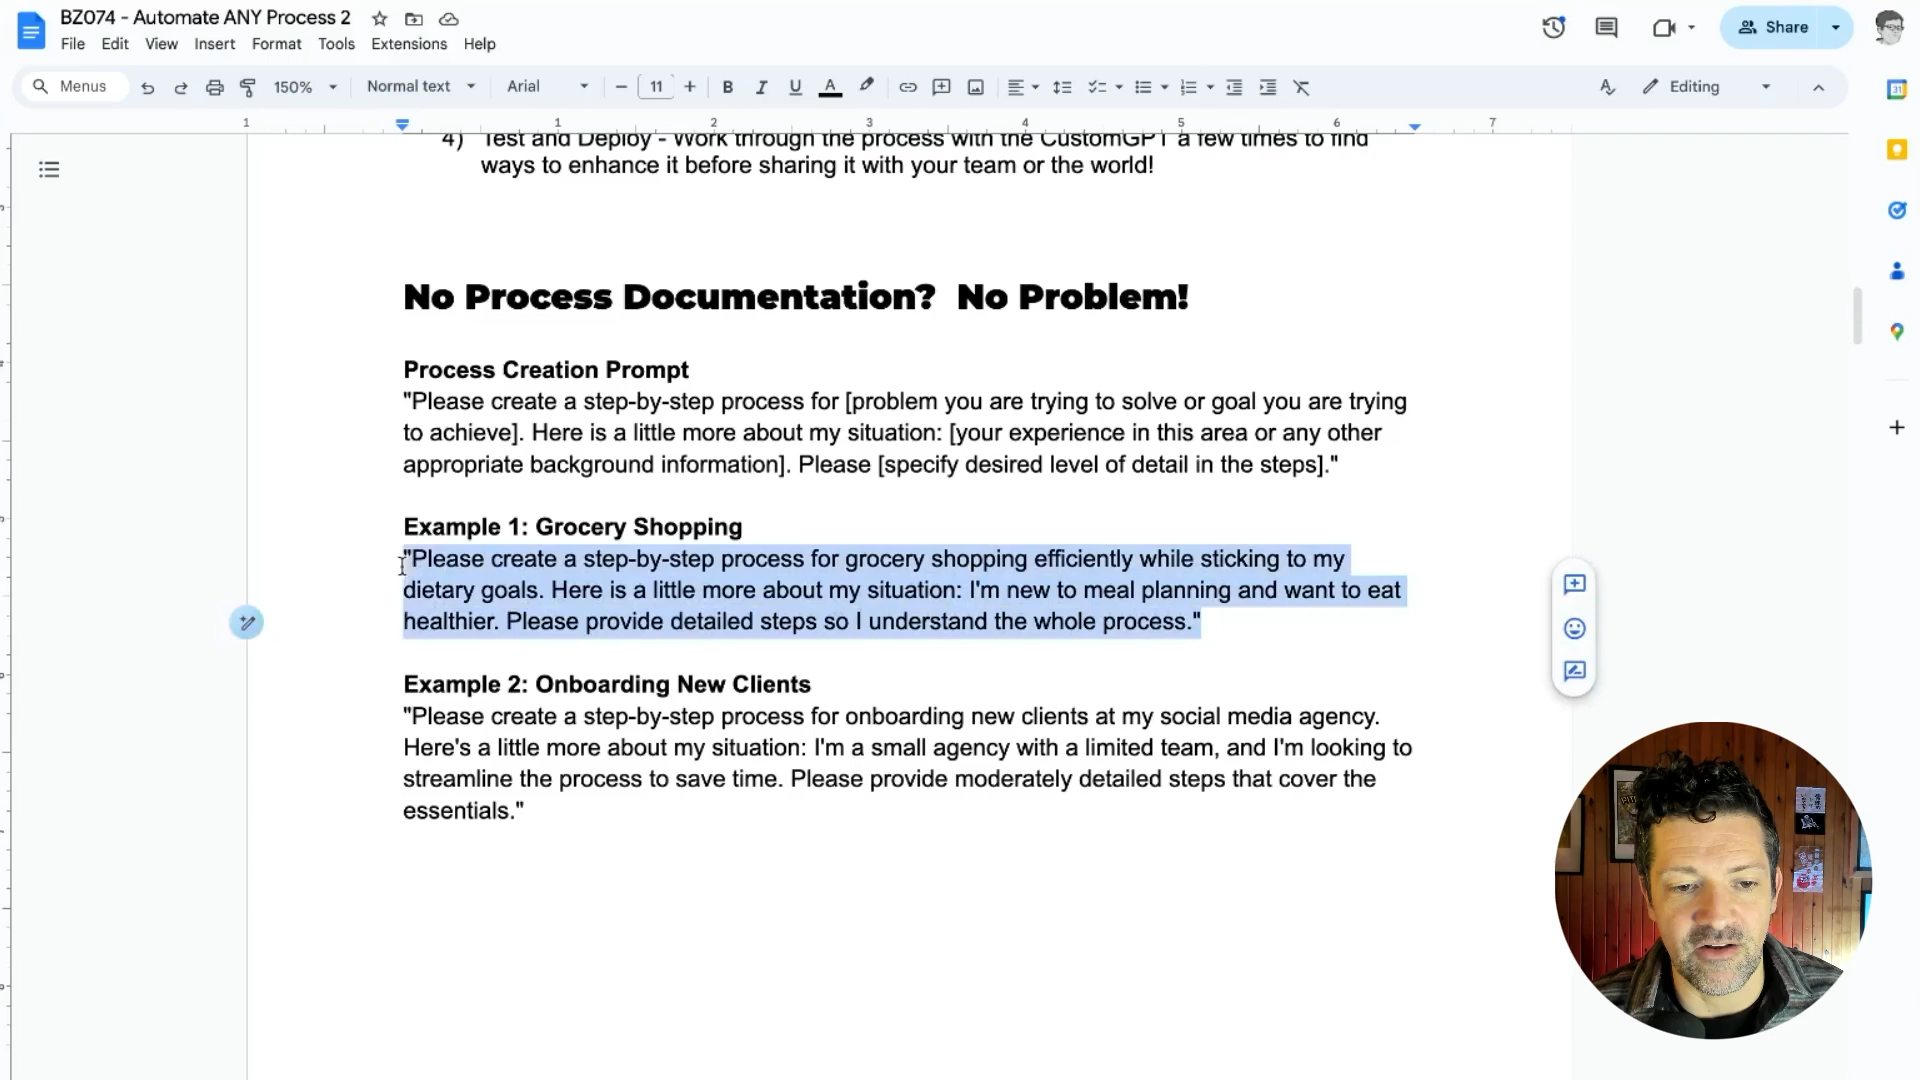 BZ074 - Automate ANY Process 2
Share
File Edit View Insert Format Tools Extensions Help
Menus 150% Normal text Arial 11 B I U A Editing
1 1 2 3 4 5 6 7
4) Test and Deploy - Work through the process with the CustomGPT a few times to find
ways to enhance it before sharing it with your team or the world!
No Process Documentation? No Problem!
Process Creation Prompt
"Please create a step-by-step process for [problem you are trying to solve or goal you are trying
to achieve]. Here is a little more about my situation: [your experience in this area or any other
appropriate background information]. Please [specify desired level of detail in the steps]."
Example 1: Grocery Shopping
"Please create a step-by-step process for grocery shopping efficiently while sticking to my
dietary goals. Here is a little more about my situation: I'm new to meal planning and want to eat
healthier. Please provide detailed steps so I understand the whole process."
Example 2: Onboarding New Clients
"Please create a step-by-step process for onboarding new clients at my social media agency.
Here's a little more about my situation: I'm a small agency with a limited team, and I'm looking to
streamline the process to save time. Please provide moderately detailed steps that cover the
essentials."